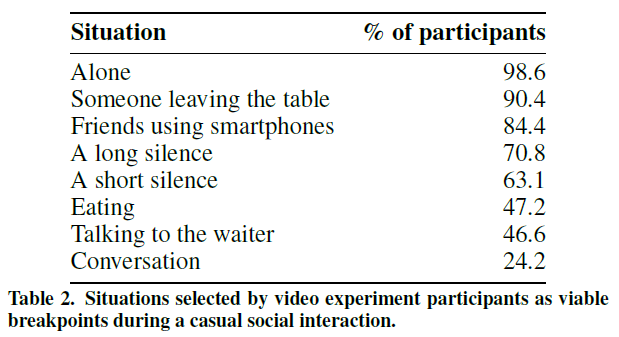 Situation % of participants
Alone 98.6
Someone leaving the table 90.4
Friends using smartphones 84.4
A long silence 70.8
A short silence 63.1
Eating 47.2
Talking to the waiter 46.6
Conversation 24.2
Table 2. Situations selected by video experiment participants as viable
breakpoints during a casual social interaction.